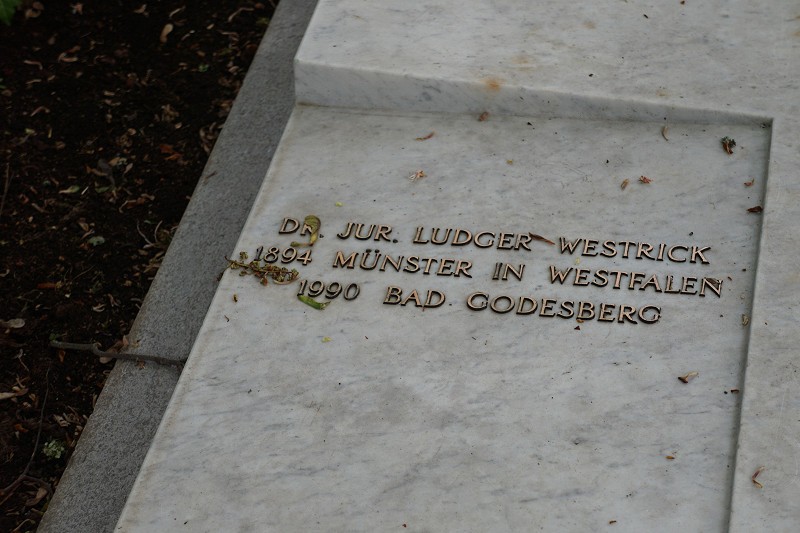 DR. JUR. LUDGER WESTRICK
1894 MÜNSTER IN WESTFALEN
1990 BAD GODESBERG